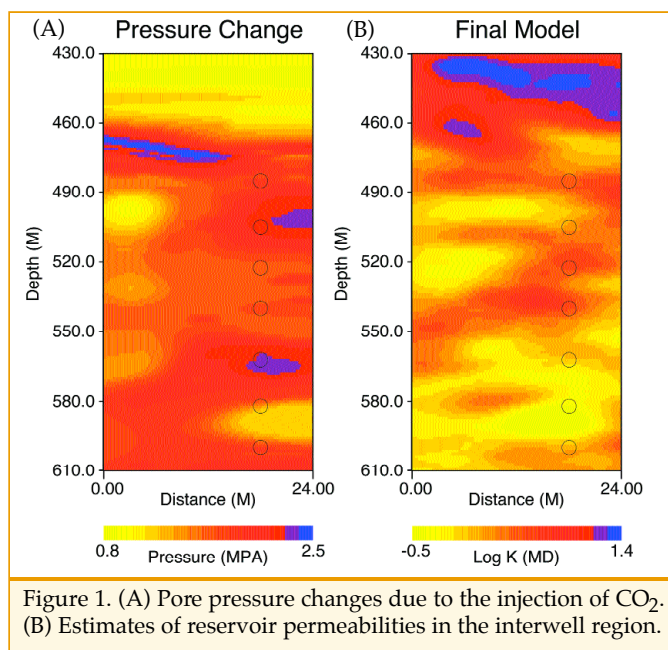 (A) Pressure Change
(B) Final Model
430.0
460.0
490.0
520.0
550.0
580.0
610.0
Depth (M)
0.00
24.00
Distance (M)
0.8
2.5
Pressure (MPA)
430.0
460.0
490.0
520.0
550.0
580.0
610.0
Depth (M)
0.00
24.00
Distance (M)
-0.5
1.4
Log K (MD)
Figure 1. (A) Pore pressure changes due to the injection of CO₂.
(B) Estimates of reservoir permeabilities in the interwell region.